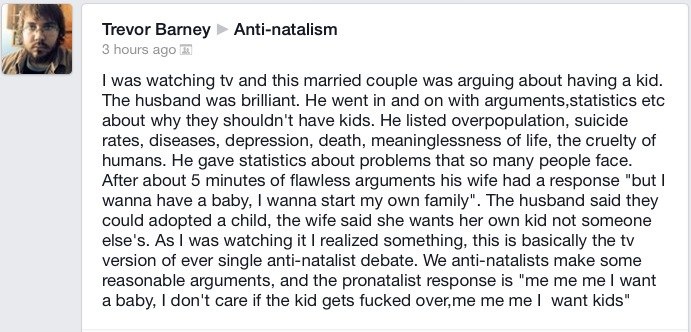 Trevor Barney ▶ Anti-natalism
3 hours ago
I was watching tv and this married couple was arguing about having a kid.
The husband was brilliant. He went in and on with arguments,statistics etc
about why they shouldn't have kids. He listed overpopulation, suicide
rates, diseases, depression, death, meaninglessness of life, the cruelty of
humans. He gave statistics about problems that so many people face.
After about 5 minutes of flawless arguments his wife had a response "but I
wanna have a baby, I wanna start my own family". The husband said they
could adopted a child, the wife said she wants her own kid not someone
else's. As I was watching it I realized something, this is basically the tv
version of ever single anti-natalist debate. We anti-natalists make some
reasonable arguments, and the pronatalist response is "me me me I want
a baby, I don't care if the kid gets fucked over,me me me I  want kids"